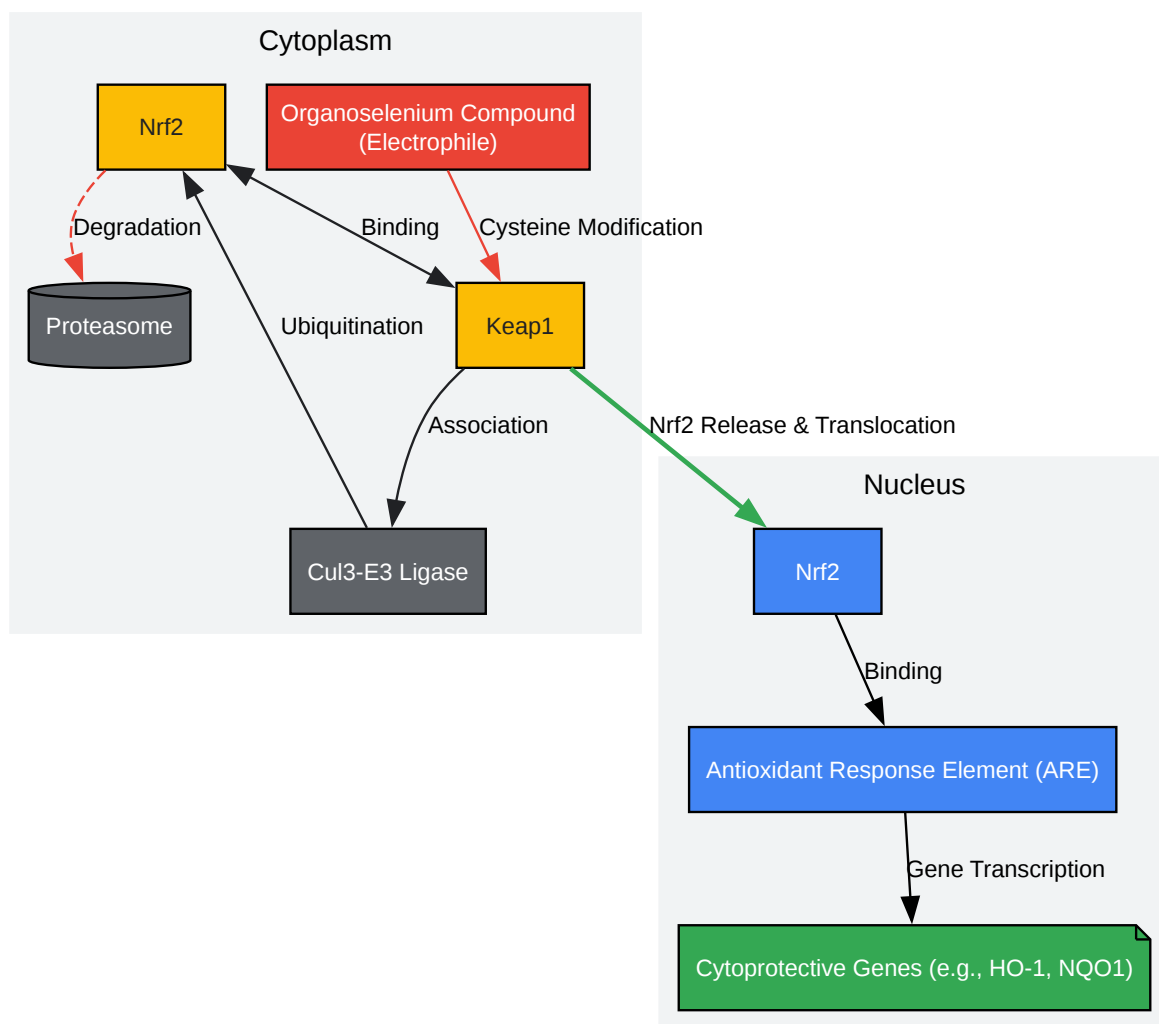 Cytoplasm
Nrf2
Organoselenium Compound
(Electrophile)
Degradation
Binding
Cysteine Modification
Proteasome
Ubiquitination
Keap1
Association
Nrf2 Release & Translocation
Cul3-E3 Ligase
Nucleus
Nrf2
Binding
Antioxidant Response Element (ARE)
Gene Transcription
Cytoprotective Genes (e.g., HO-1, NQO1)